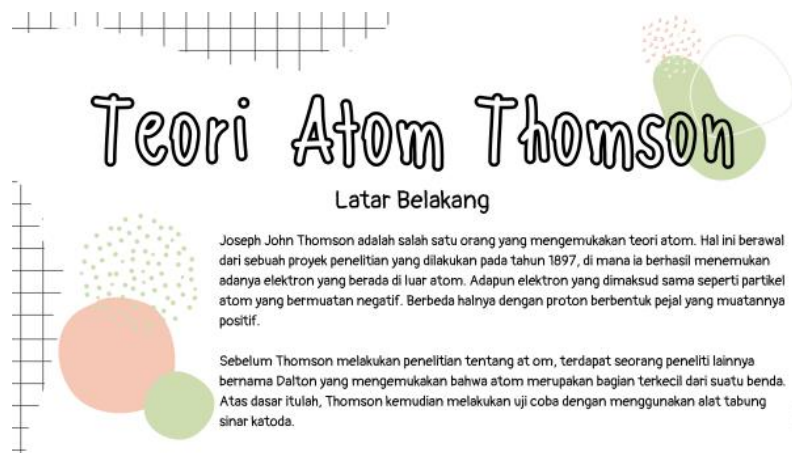 Teori Atom Thomson
Latar Belakang
Joseph John Thomson adalah salah satu orang yang mengemukakan teori atom. Hal ini berawal
dari sebuah proyek penelitian yang dilakukan pada tahun 1897, di mana ia berhasil menemukan
adanya elektron yang berada di luar atom. Adapun elektron yang dimaksud sama seperti partikel
atom yang bermuatan negatif. Berbeda halnya dengan proton berbentuk pejal yang muatannya
positif.
Sebelum Thomson melakukan penelitian tentang at om, terdapat seorang peneliti lainnya
bernama Dalton yang mengemukakan bahwa atom merupakan bagian terkecil dari suatu benda.
Atas dasar itulah, Thomson kemudian melakukan uji coba dengan menggunakan alat tabung
sinar katoda.